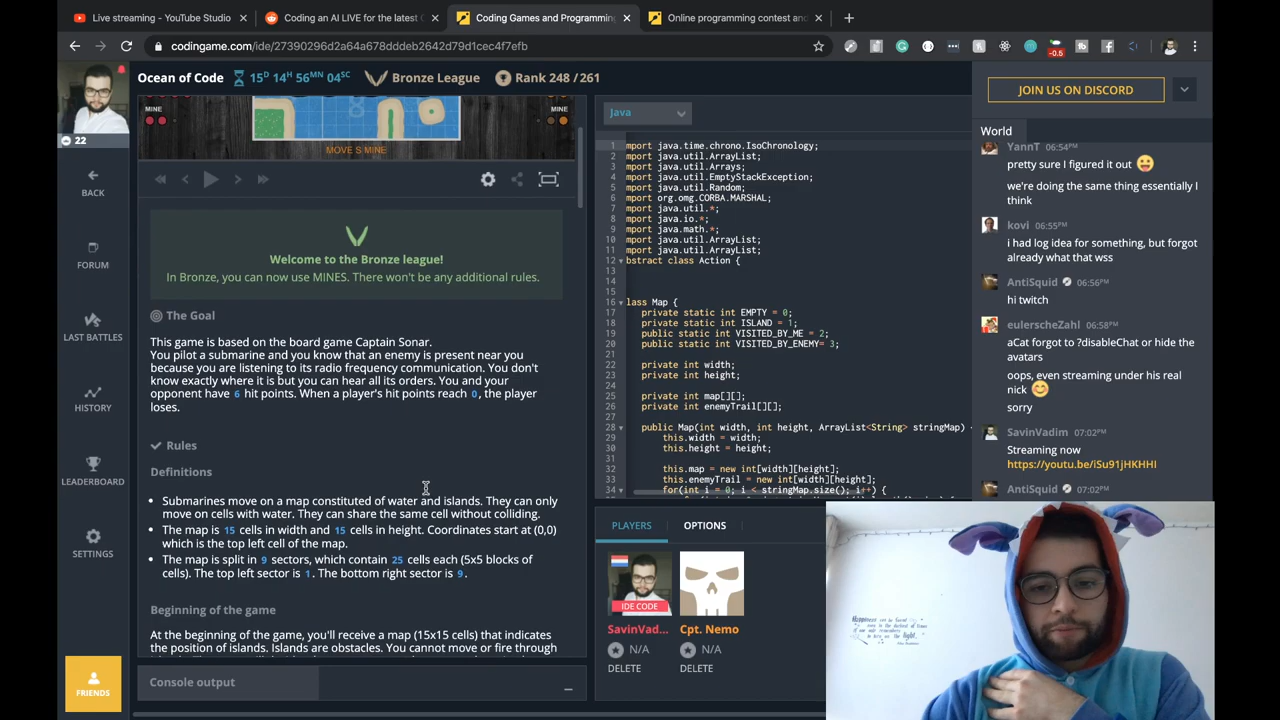 Live streaming - YouTube Studio
Coding an AI LIVE for the latest
Coding Games and Programming
Online programming contest and
codingame.com/ide/27390296d2a64a678dddeb2642d79d1cec4f7efb
-0.5
Ocean of Code
15D 14H 56MN 04SC
Bronze League
Rank 248 / 261
22
BACK
FORUM
LAST BATTLES
HISTORY
LEADERBOARD
SETTINGS
FRIENDS
MINE
MINE
MOVE S MINE
Welcome to the Bronze league!
In Bronze, you can now use MINES. There won't be any additional rules.
The Goal
This game is based on the board game Captain Sonar.
You pilot a submarine and you know that an enemy is present near you
because you are listening to its radio frequency communication. You don't
know exactly where it is but you can hear all its orders. You and your
opponent have 6 hit points. When a player's hit points reach 0, the player
loses.
Rules
Definitions
Submarines move on a map constituted of water and islands. They can only
move on cells with water. They can share the same cell without colliding.
The map is 15 cells in width and 15 cells in height. Coordinates start at (0,0)
which is the top left cell of the map.
The map is split in 9 sectors, which contain 25 cells each (5x5 blocks of
cells). The top left sector is 1. The bottom right sector is 9.
Beginning of the game
At the beginning of the game, you'll receive a map (15x15 cells) that indicates
the position of islands. Islands are obstacles. You cannot move or fire through
Console output
Java
1 mport java.time.chrono.IsoChronology;
2 mport java.util.ArrayList;
3 mport java.util.Arrays;
4 mport java.util.EmptyStackException;
5 mport java.util.Random;
6 mport org.omg.CORBA.MARSHAL;
7 mport java.util.*;
8 mport java.io.*;
9 mport java.math.*;
10 mport java.util.ArrayList;
11 mport java.util.ArrayList;
12 bstract class Action {
13
14
15
16 lass Map {
17 private static int EMPTY = 0;
18 private static int ISLAND = 1;
19 public static int VISITED_BY_ME = 2;
20 public static int VISITED_BY_ENEMY= 3;
21
22 private int width;
23 private int height;
24
25 private int map[][];
26 private int enemyTrail[][];
27
28 public Map(int width, int height, ArrayList<String> stringMap) {
29 this.width = width;
30 this.height = height;
31
32 this.map = new int[width][height];
33 this.enemyTrail = new int[width][height];
34 for(int i = 0; i < stringMap.size(); i++) {
PLAYERS
OPTIONS
IDE CODE
SavinVad...
Cpt. Nemo
N/A
N/A
DELETE
DELETE
JOIN US ON DISCORD
World
YannT 06:54PM
pretty sure I figured it out
we're doing the same thing essentially I
think
kovi 06:55PM
i had log idea for something, but forgot
already what that wss
AntiSquid 06:56PM
hi twitch
eulerscheZahl 06:58PM
aCat forgot to ?disableChat or hide the
avatars
oops, even streaming under his real
nick
sorry
SavinVadim 07:02PM
Streaming now
https://youtu.be/iSu91jHKHHI
AntiSquid 07:02PM